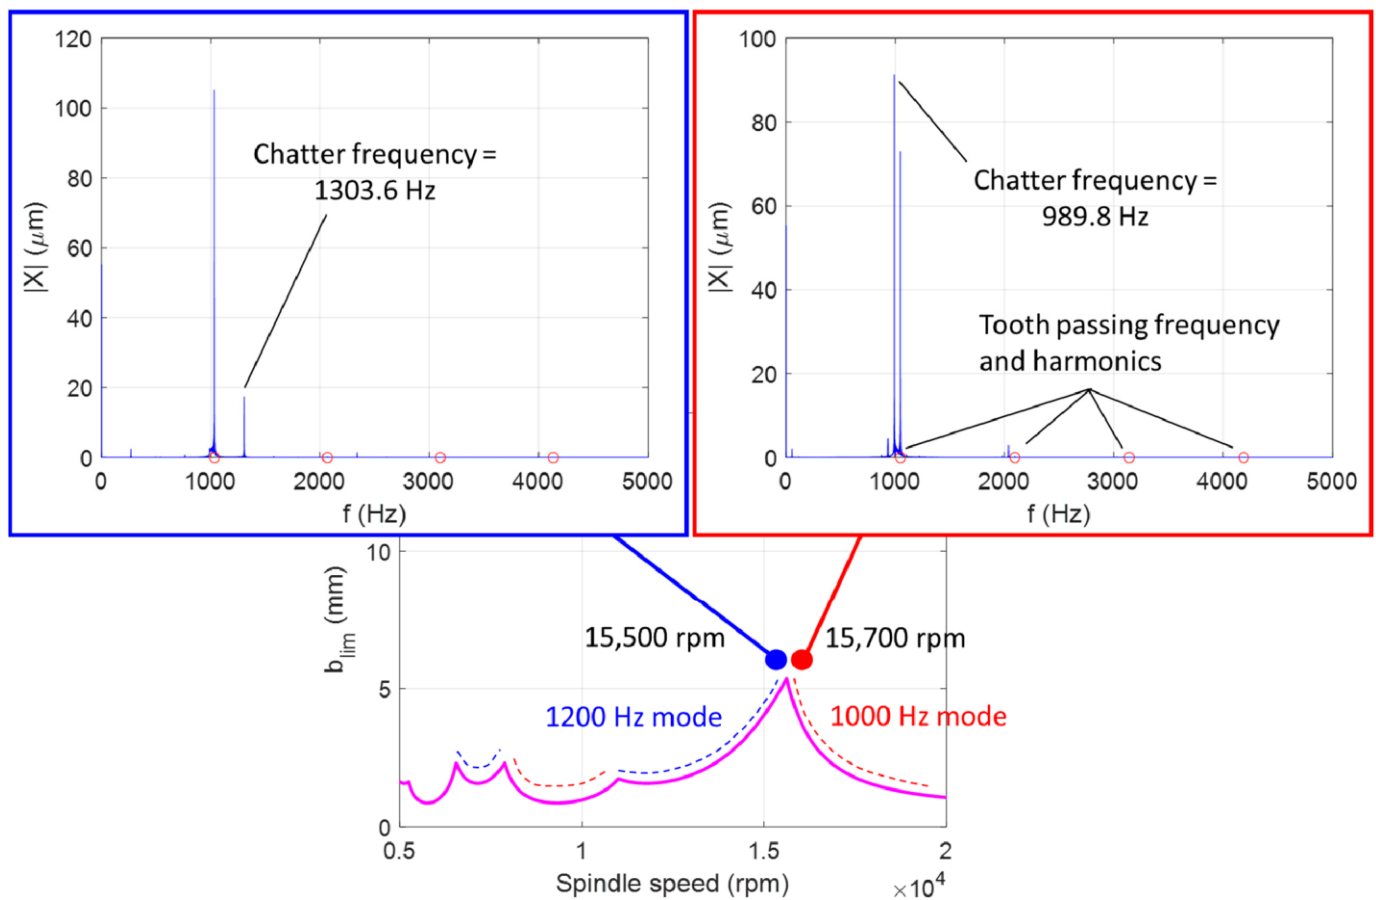 120
100
80
60
40
20
0
|X| (μm)
Chatter frequency =
1303.6 Hz
0 1000 2000 3000 4000 5000
f (Hz)
100
80
60
40
20
0
|X| (μm)
Chatter frequency =
989.8 Hz
Tooth passing frequency
and harmonics
0 1000 2000 3000 4000 5000
f (Hz)
10
5
0
b_lim (mm)
15,500 rpm
15,700 rpm
1200 Hz mode
1000 Hz mode
0.5 1 1.5 2
Spindle speed (rpm)
×10⁴